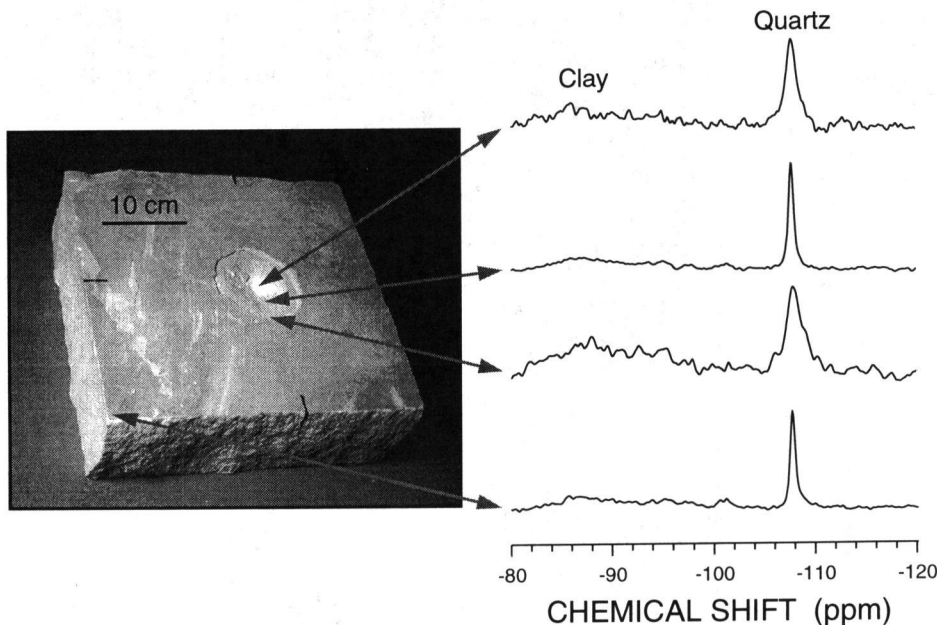 Quartz
Clay
10 cm
-80 -90 -100 -110 -120
CHEMICAL SHIFT (ppm)